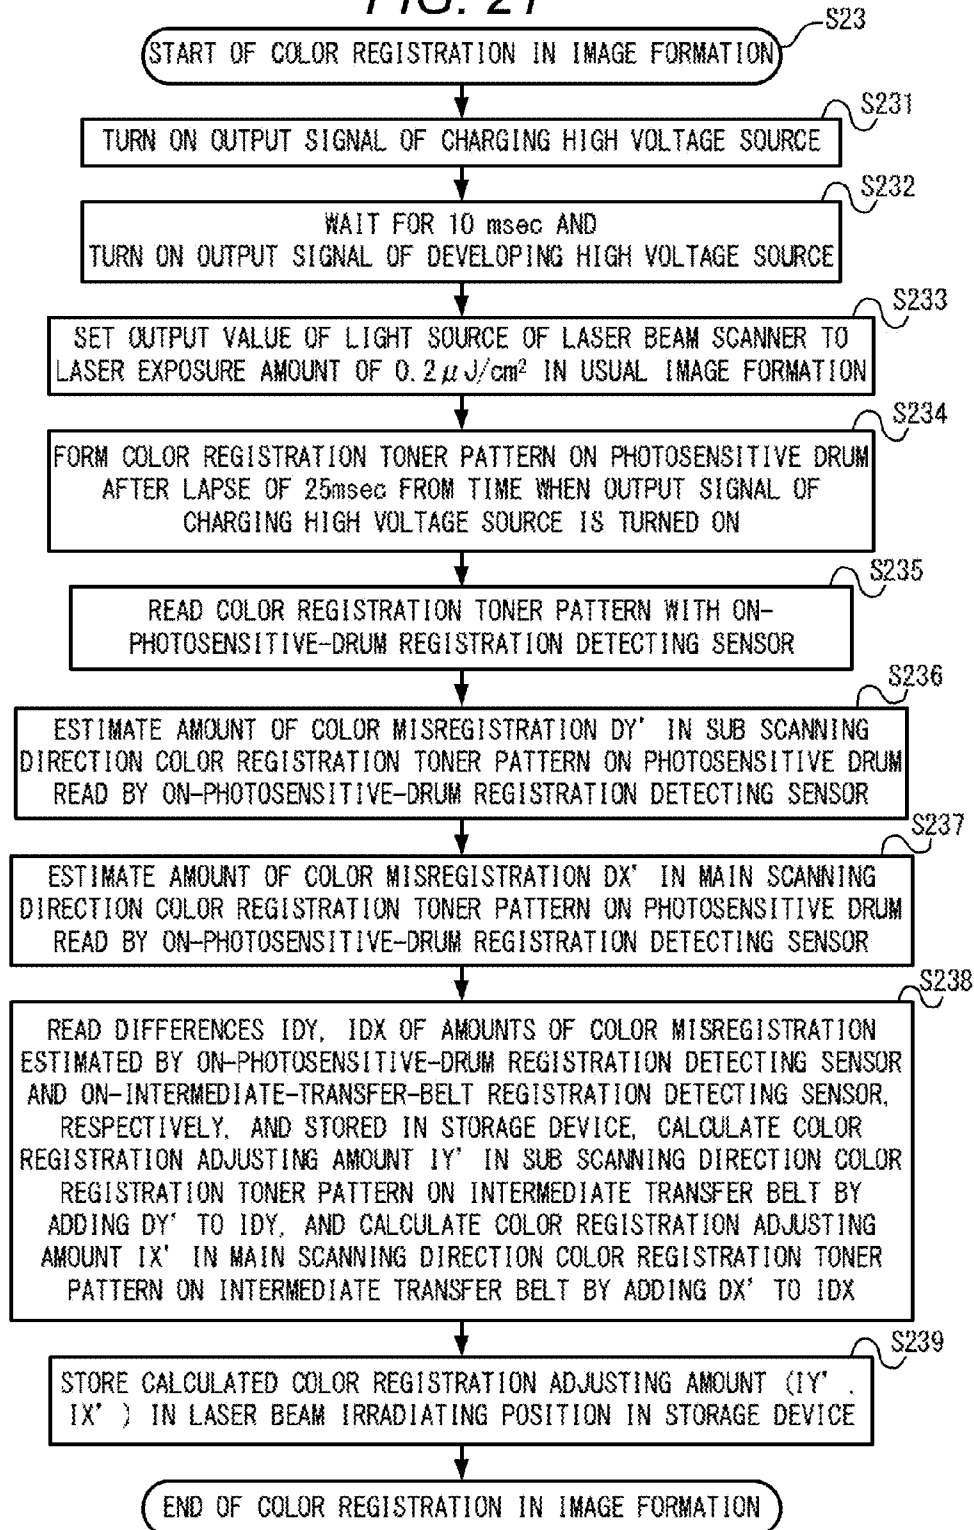 FIG. 21
S23
START OF COLOR REGISTRATION IN IMAGE FORMATION
S231
TURN ON OUTPUT SIGNAL OF CHARGING HIGH VOLTAGE SOURCE
S232
WAIT FOR 10 msec AND
TURN ON OUTPUT SIGNAL OF DEVELOPING HIGH VOLTAGE SOURCE
S233
SET OUTPUT VALUE OF LIGHT SOURCE OF LASER BEAM SCANNER TO
LASER EXPOSURE AMOUNT OF 0.2μJ/cm² IN USUAL IMAGE FORMATION
S234
FORM COLOR REGISTRATION TONER PATTERN ON PHOTOSENSITIVE DRUM
AFTER LAPSE OF 25msec FROM TIME WHEN OUTPUT SIGNAL OF
CHARGING HIGH VOLTAGE SOURCE IS TURNED ON
S235
READ COLOR REGISTRATION TONER PATTERN WITH ON-
PHOTOSENSITIVE-DRUM REGISTRATION DETECTING SENSOR
S236
ESTIMATE AMOUNT OF COLOR MISREGISTRATION DY' IN SUB SCANNING
DIRECTION COLOR REGISTRATION TONER PATTERN ON PHOTOSENSITIVE DRUM
READ BY ON-PHOTOSENSITIVE-DRUM REGISTRATION DETECTING SENSOR
S237
ESTIMATE AMOUNT OF COLOR MISREGISTRATION DX' IN MAIN SCANNING
DIRECTION COLOR REGISTRATION TONER PATTERN ON PHOTOSENSITIVE DRUM
READ BY ON-PHOTOSENSITIVE-DRUM REGISTRATION DETECTING SENSOR
S238
READ DIFFERENCES IDY, IDX OF AMOUNTS OF COLOR MISREGISTRATION
ESTIMATED BY ON-PHOTOSENSITIVE-DRUM REGISTRATION DETECTING SENSOR
AND ON-INTERMEDIATE-TRANSFER-BELT REGISTRATION DETECTING SENSOR,
RESPECTIVELY, AND STORED IN STORAGE DEVICE, CALCULATE COLOR
REGISTRATION ADJUSTING AMOUNT IY' IN SUB SCANNING DIRECTION COLOR
REGISTRATION TONER PATTERN ON INTERMEDIATE TRANSFER BELT BY
ADDING DY' TO IDY, AND CALCULATE COLOR REGISTRATION ADJUSTING
AMOUNT IX' IN MAIN SCANNING DIRECTION COLOR REGISTRATION TONER
PATTERN ON INTERMEDIATE TRANSFER BELT BY ADDING DX' TO IDX
S239
STORE CALCULATED COLOR REGISTRATION ADJUSTING AMOUNT (IY',
IX') IN LASER BEAM IRRADIATING POSITION IN STORAGE DEVICE
END OF COLOR REGISTRATION IN IMAGE FORMATION